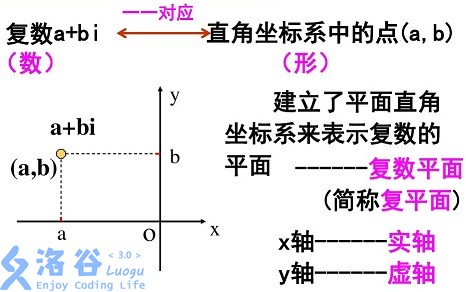 一一对应
复数a+bi 直角坐标系中的点(a,b)
(数) (形)
建立了平面直角
坐标系来表示复数的
平面 ------复数平面
(简称复平面)
x轴------实轴
y轴------虚轴
y
a+bi
(a,b)
b
a
O
x
洛谷 <3.0>
Luogu
Enjoy Coding Life